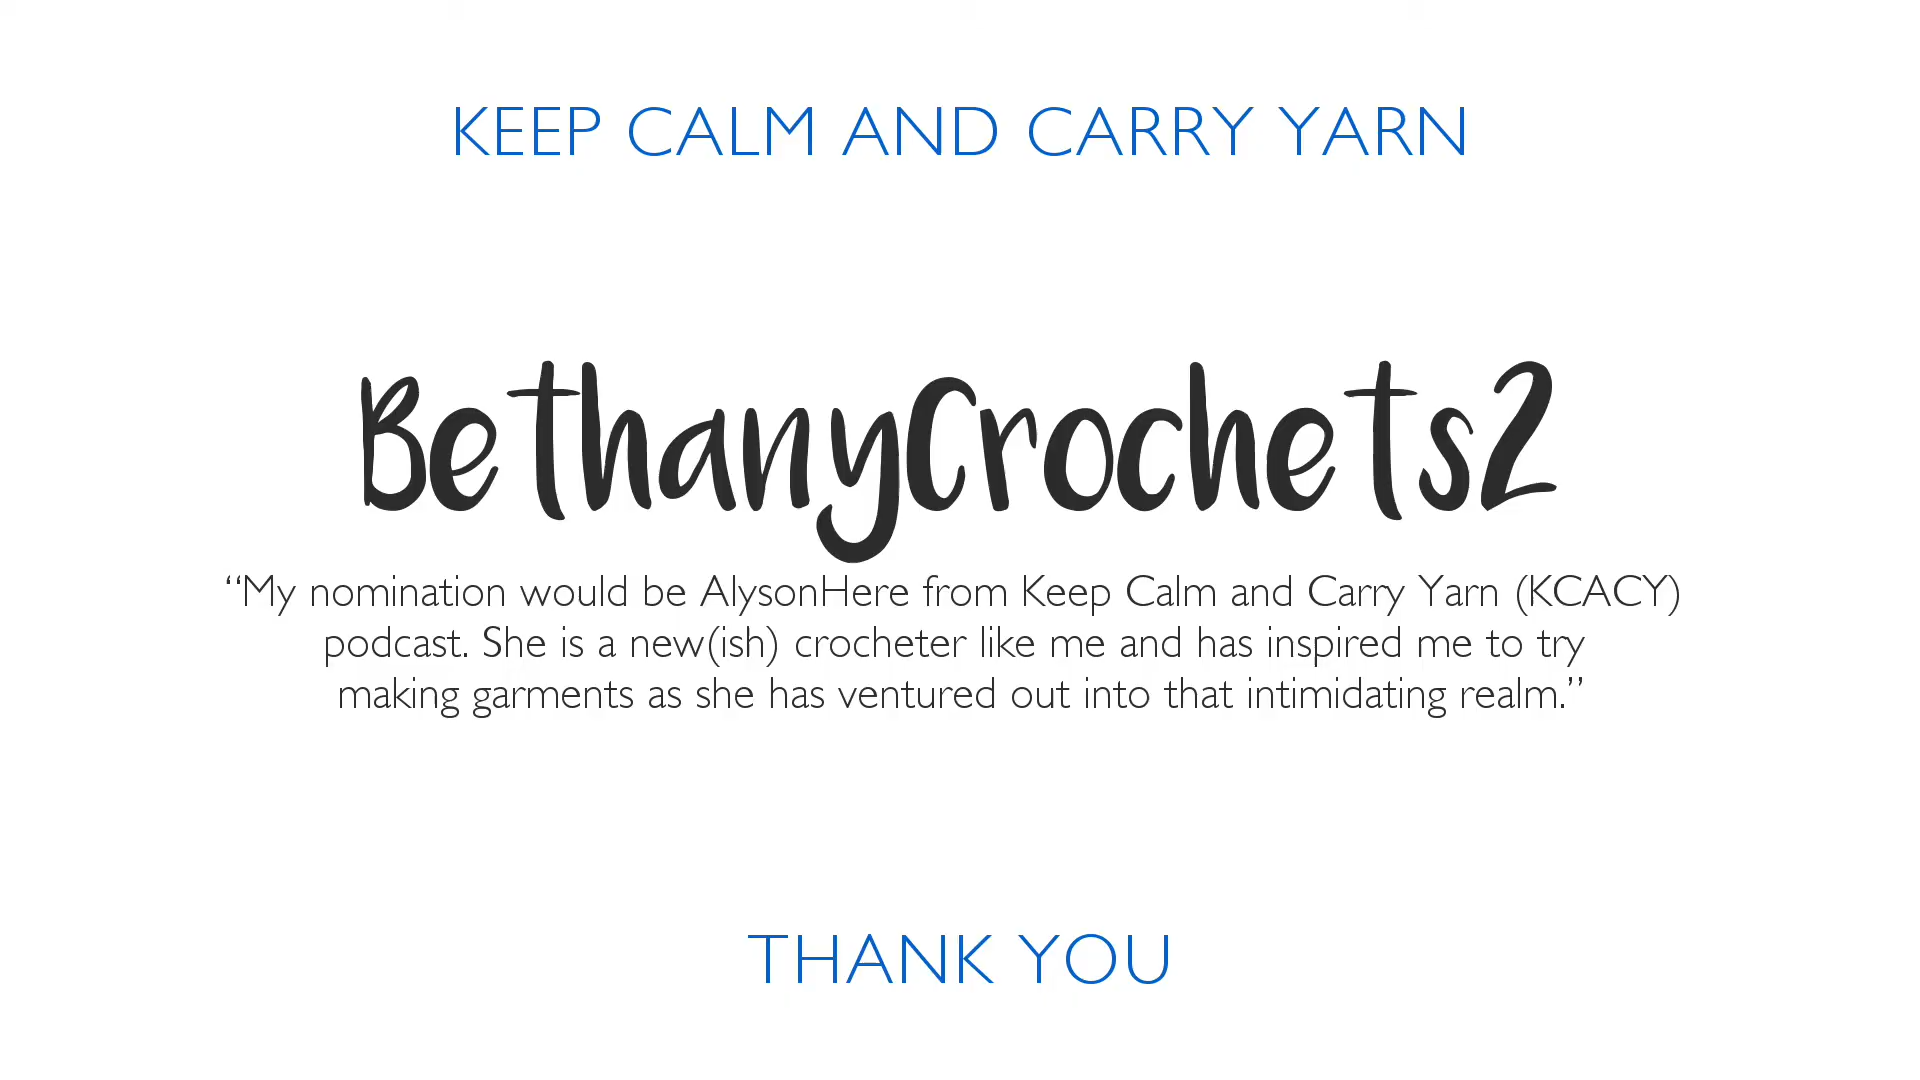 KEEP CALM AND CARRY YARN
BethanyCrochets2
“My nomination would be AlysonHere from Keep Calm and Carry Yarn (KCACY)
podcast. She is a new(ish) crocheter like me and has inspired me to try
making garments as she has ventured out into that intimidating realm.”
THANK YOU